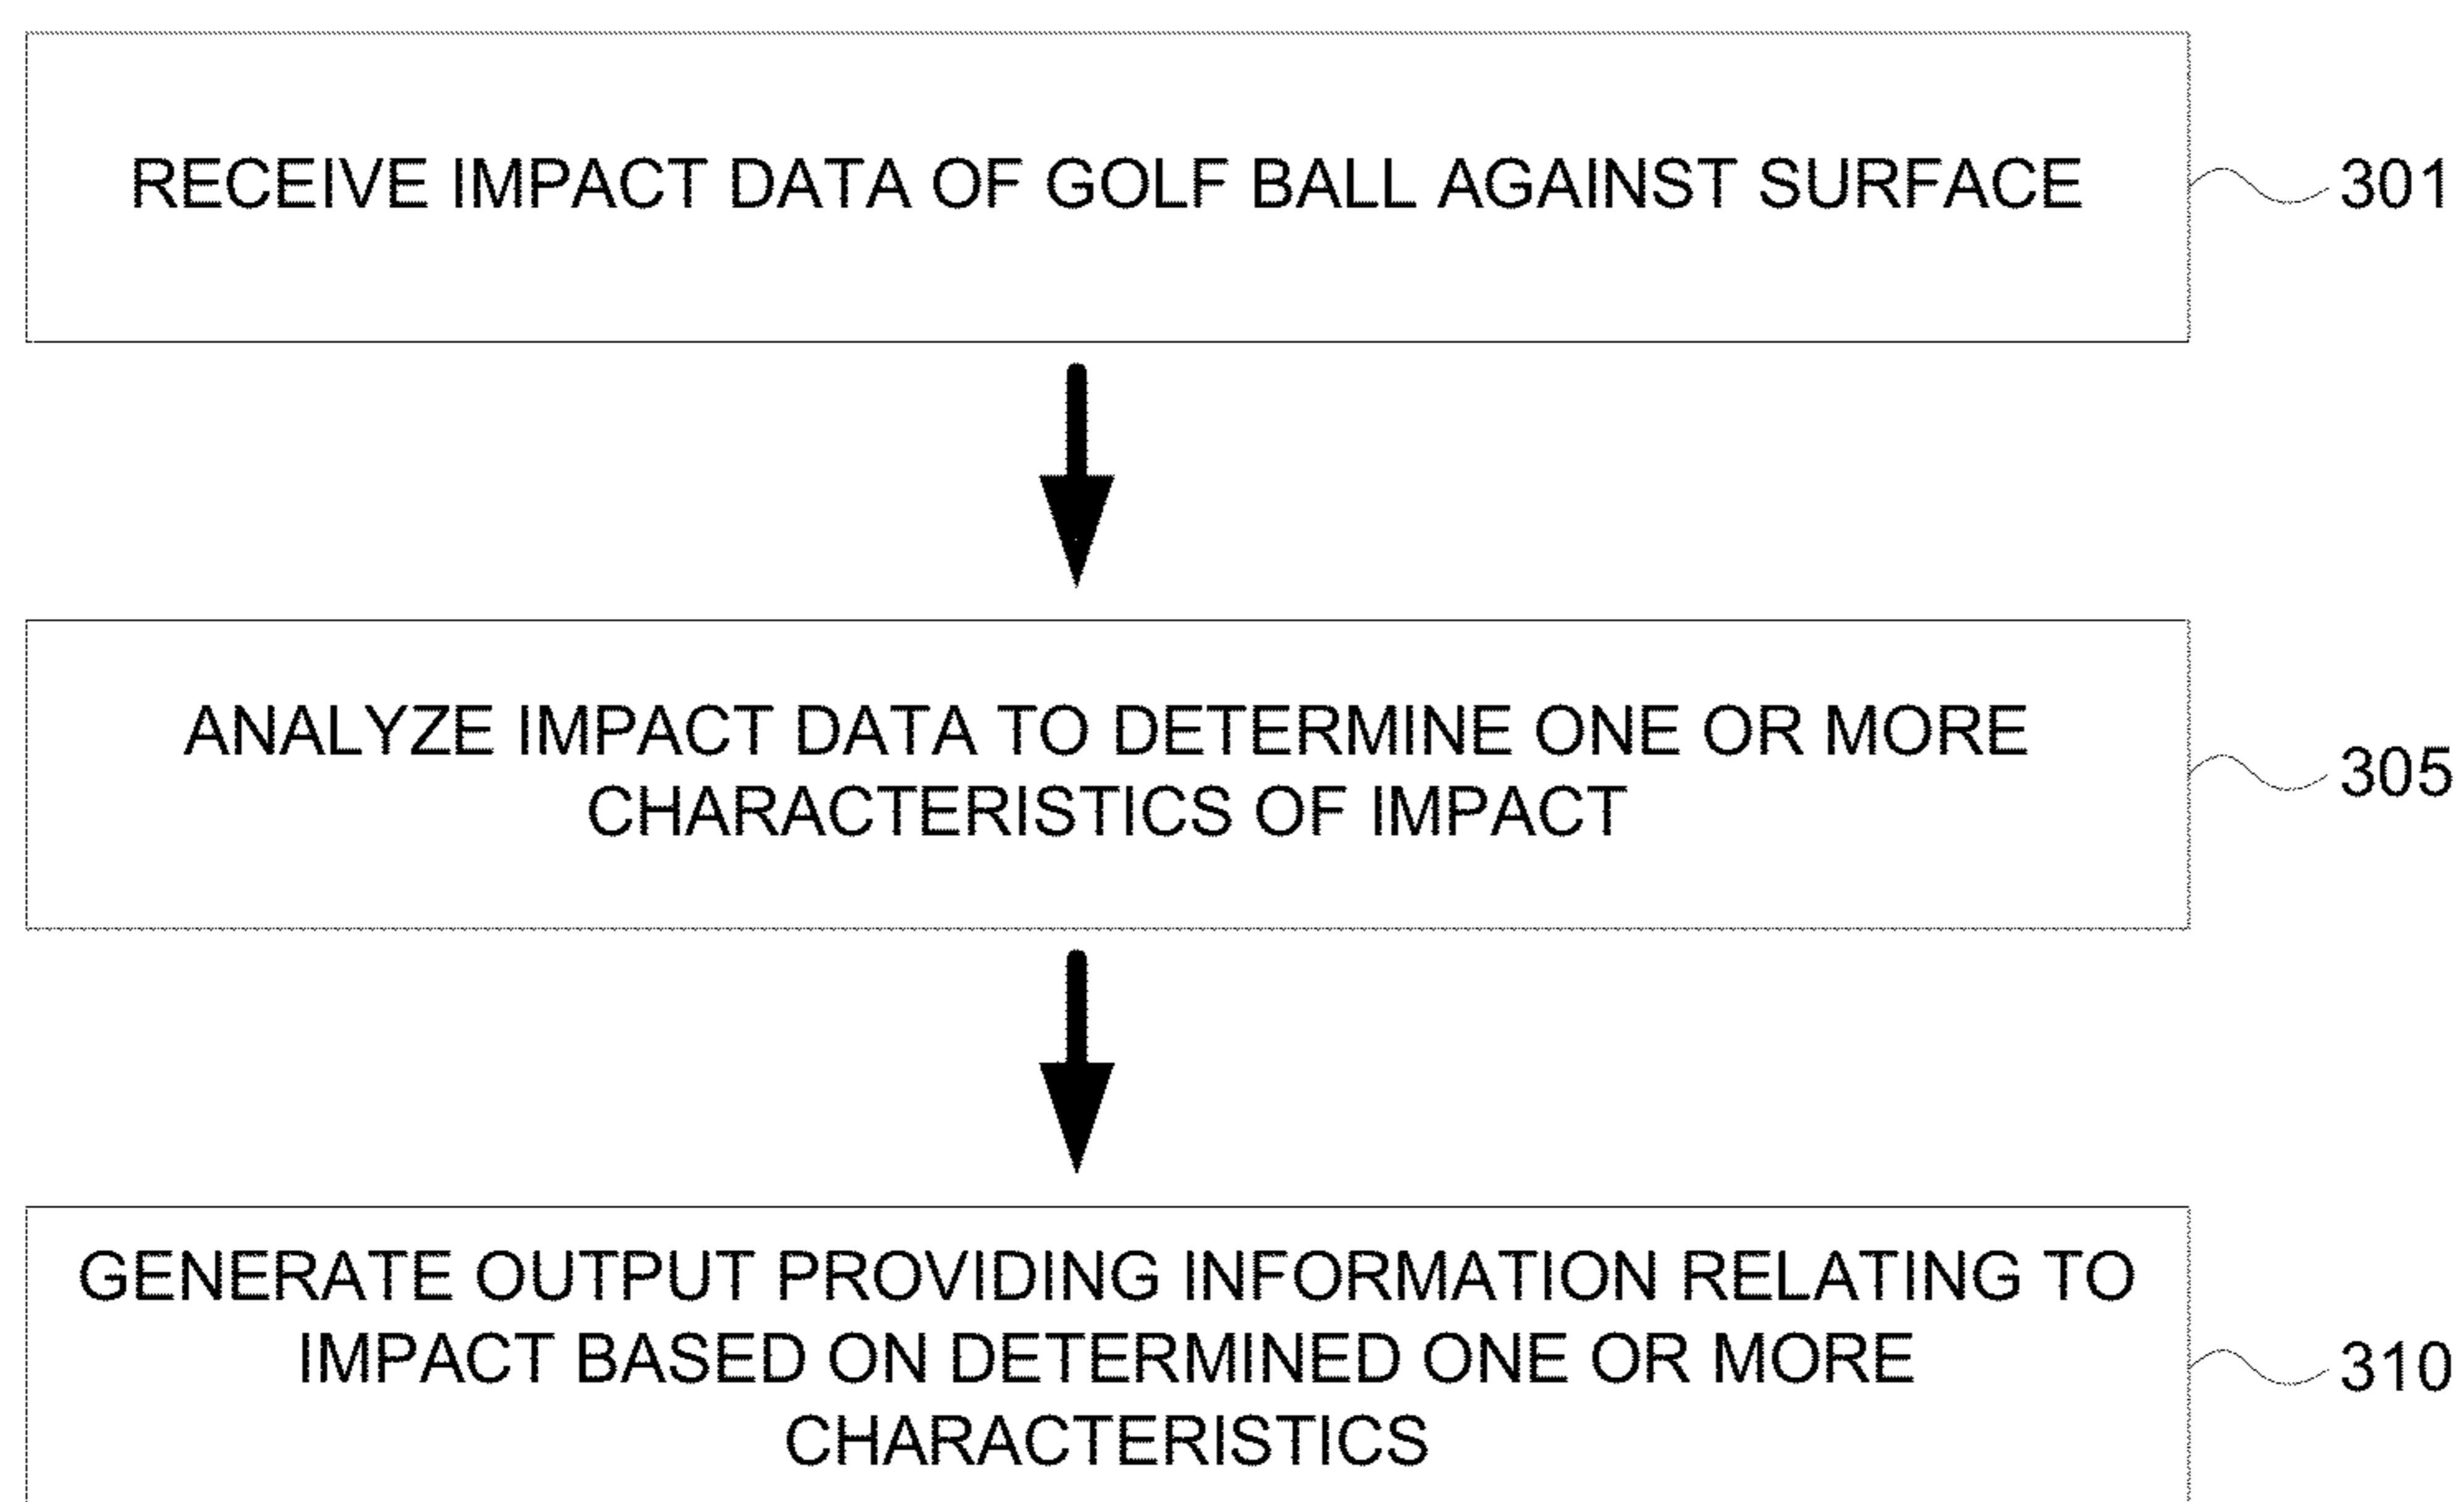 RECEIVE IMPACT DATA OF GOLF BALL AGAINST SURFACE
301
ANALYZE IMPACT DATA TO DETERMINE ONE OR MORE
CHARACTERISTICS OF IMPACT
305
GENERATE OUTPUT PROVIDING INFORMATION RELATING TO
IMPACT BASED ON DETERMINED ONE OR MORE
CHARACTERISTICS
310